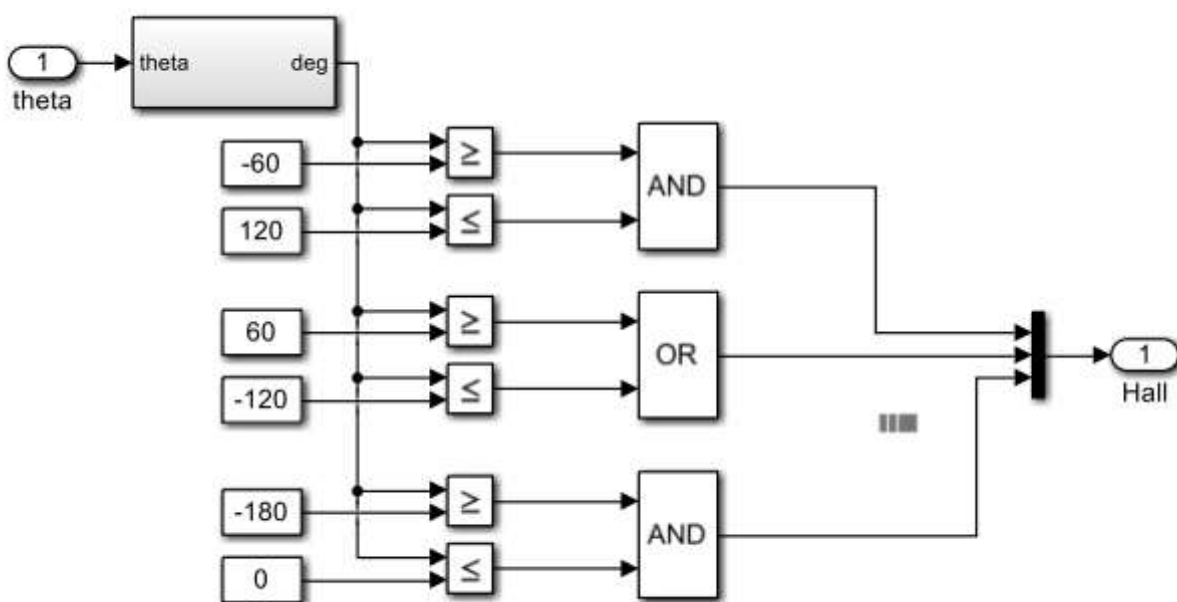 1
theta
theta deg
-60
≥
AND
120
≤
60
≥
OR
-120
≤
1
Hall
-180
≥
AND
0
≤